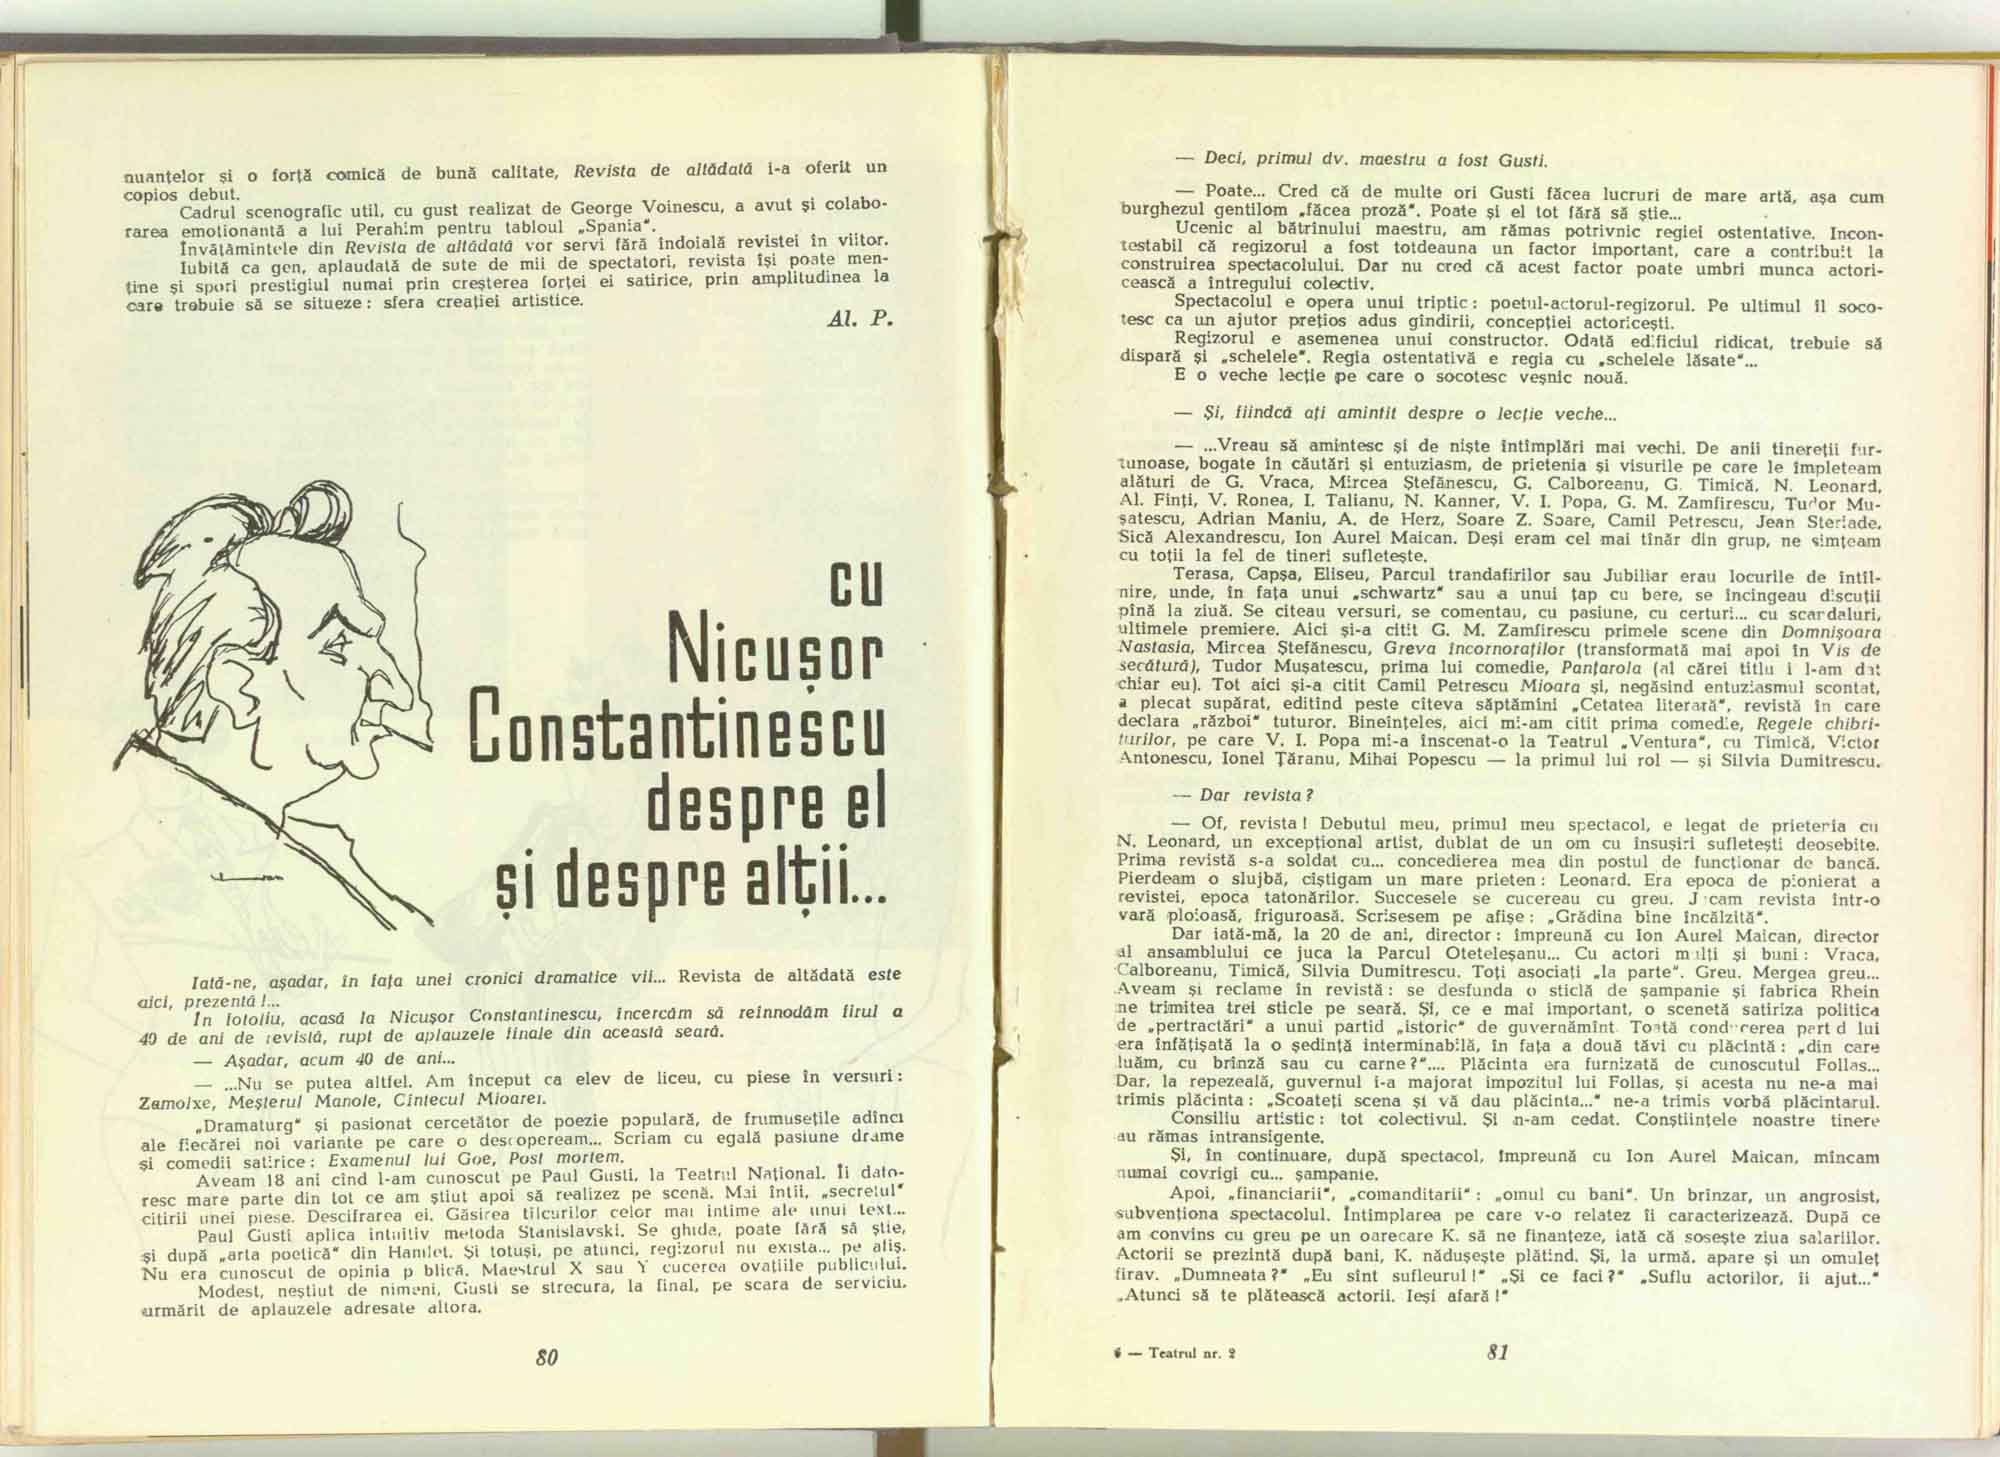 nuanțelor și o forță comică de bună calitate, Revista de altădată i-a oferit un
copios debut.
Cadrul scenografic util, cu gust realizat de George Voinescu, a avut și colabo-
rarea emoționantă a lui Perahim pentru tabloul „Spania".
Învățămintele din Revista de altădată vor servi fără îndoială revistei în viitor.
Iubită ca gen, aplaudată de sute de mii de spectatori, revista își poate men-
ține și spori prestigiul numai prin creșterea forței ei satirice, prin amplitudinea la
care trebuie să se situeze : sfera creației artistice.
Al. P.
cu
Nicușor
Constantinescu
despre el
și despre alții...
Iată-ne, așadar, în fața unei cronici dramatice vii... Revista de altădată este
aici, prezentă !...
În fotoliu, acasă la Nicușor Constantinescu, încercăm să reînnodăm firul a
40 de ani de revistă, rupt de aplauzele finale din această seară.
— Așadar, acum 40 de ani...
— ...Nu se putea altfel. Am început ca elev de liceu, cu piese în versuri :
Zamolxe, Meșterul Manole, Cîntecul Mioarei.
„Dramaturg" și pasionat cercetător de poezie populară, de frumusețile adînci
ale fiecărei noi variante pe care o descopeream... Scriam cu egală pasiune drame
și comedii satirice : Examenul lui Goe, Post mortem.
Aveam 18 ani cînd l-am cunoscut pe Paul Gusti, la Teatrul Național. Îi dato-
resc mare parte din tot ce am știut apoi să realizez pe scenă. Mai întîi, „secretul"
citirii unei piese. Descifrarea ei. Găsirea tîlcurilor celor mai intime ale unui text...
Paul Gusti aplica intuitiv metoda Stanislavski. Se ghida, poate fără să știe,
și după „arta poetică" din Hamlet. Și totuși, pe atunci, regizorul nu exista... pe afiș.
Nu era cunoscut de opinia p blică. Maestrul X sau Y cucerea ovațiile publicului.
Modest, neștiut de nimeni, Gusti se strecura, la final, pe scara de serviciu,
urmărit de aplauzele adresate altora.
80
— Deci, primul dv. maestru a fost Gusti.
— Poate... Cred că de multe ori Gusti făcea lucruri de mare artă, așa cum
burghezul gentilom „făcea proză". Poate și el tot fără să știe...
Ucenic al bătrînului maestru, am rămas potrivnic regiei ostentative. Incon-
testabil că regizorul a fost totdeauna un factor important, care a contribuit la
construirea spectacolului. Dar nu cred că acest factor poate umbri munca actori-
cească a întregului colectiv.
Spectacolul e opera unui triptic : poetul-actorul-regizorul. Pe ultimul îl soco-
tesc ca un ajutor prețios adus gîndirii, concepției actoricești.
Regizorul e asemenea unui constructor. Odată edificiul ridicat, trebuie să
dispară și „schelele". Regia ostentativă e regia cu „schelele lăsate"...
E o veche lecție pe care o socotesc veșnic nouă.
— Și, fiindcă ați amintit despre o lecție veche...
— ...Vreau să amintesc și de niște întîmplări mai vechi. De anii tinereții fur-
tunoase, bogate în căutări și entuziasm, de prietenia și visurile pe care le împleteam
alături de G. Vraca, Mircea Ștefănescu, G. Calboreanu, G. Timică, N. Leonard,
Al. Finți, V. Ronea, I. Talianu, N. Kanner, V. I. Popa, G. M. Zamfirescu, Tudor Mu-
șatescu, Adrian Maniu, A. de Herz, Soare Z. Soare, Camil Petrescu, Jean Steriade,
Sică Alexandrescu, Ion Aurel Maican. Deși eram cel mai tînăr din grup, ne simțeam
cu toții la fel de tineri sufletește.
Terasa, Capșa, Eliseu, Parcul trandafirilor sau Jubiliar erau locurile de întîl-
nire, unde, în fața unui „schwartz" sau a unui țap cu bere, se încingeau discuții
pînă la ziuă. Se citeau versuri, se comentau, cu pasiune, cu certuri... cu scandaluri,
ultimele premiere. Aici și-a citit G. M. Zamfirescu primele scene din Domnișoara
Nastasia, Mircea Ștefănescu, Greva încornoraților (transformată mai apoi în Vis de
secătură), Tudor Mușatescu, prima lui comedie, Panțarola (al cărei titlu i l-am dat
chiar eu). Tot aici și-a citit Camil Petrescu Mioara și, negăsind entuziasmul scontat,
a plecat supărat, editînd peste cîteva săptămîni „Cetatea literară", revistă în care
declara „război" tuturor. Bineînțeles, aici mi-am citit prima comedie, Regele chibri-
turilor, pe care V. I. Popa mi-a înscenat-o la Teatrul „Ventura", cu Timică, Victor
Antonescu, Ionel Țăranu, Mihai Popescu — la primul lui rol — și Silvia Dumitrescu.
— Dar revista ?
— Of, revista ! Debutul meu, primul meu spectacol, e legat de prietenia cu
N. Leonard, un excepțional artist, dublat de un om cu însușiri sufletești deosebite.
Prima revistă s-a soldat cu... concedierea mea din postul de funcționar de bancă.
Pierdeam o slujbă, cîștigam un mare prieten : Leonard. Era epoca de pionierat a
revistei, epoca tatonărilor. Succesele se cucereau cu greu. Jucam revista într-o
vară ploioasă, friguroasă. Scrisesem pe afișe : „Grădina bine încălzită".
Dar iată-mă, la 20 de ani, director : împreună cu Ion Aurel Maican, director
al ansamblului ce juca la Parcul Oteteleșanu... Cu actori mulți și buni : Vraca,
Calboreanu, Timică, Silvia Dumitrescu. Toți asociați „la parte". Greu. Mergea greu...
Aveam și reclame în revistă : se desfunda o sticlă de șampanie și fabrica Rhein
ne trimitea trei sticle pe seară. Și, ce e mai important, o scenetă satiriza politica
de „pertractări" a unui partid „istoric" de guvernămînt. Toată conducerea partid lui
era înfățișată la o ședință interminabilă, în fața a două tăvi cu plăcintă : „din care
luăm, cu brînză sau cu carne ?".... Plăcinta era furnizată de cunoscutul Follas...
Dar, la repezeală, guvernul i-a majorat impozitul lui Follas, și acesta nu ne-a mai
trimis plăcinta : „Scoateți scena și vă dau plăcinta..." ne-a trimis vorbă plăcintarul.
Consiliu artistic : tot colectivul. Și n-am cedat. Conștiințele noastre tinere
au rămas intransigente.
Și, în continuare, după spectacol, împreună cu Ion Aurel Maican, mîncam
numai covrigi cu... șampanie.
Apoi, „financiarii", „comanditarii" : „omul cu bani". Un brînzar, un angrosist,
subvenționa spectacolul. Întîmplarea pe care v-o relatez îi caracterizează. După ce
am convins cu greu pe un oarecare K. să ne finanțeze, iată că sosește ziua salariilor.
Actorii se prezintă după bani, K. nădușește plătind. Și, la urmă, apare și un omuleț
firav. „Dumneata ?" „Eu sînt sufleurul !" „Și ce faci ?" „Suflu actorilor, îi ajut..."
„Atunci să te plătească actorii. Ieși afară !"
6 — Teatrul nr. 2
81